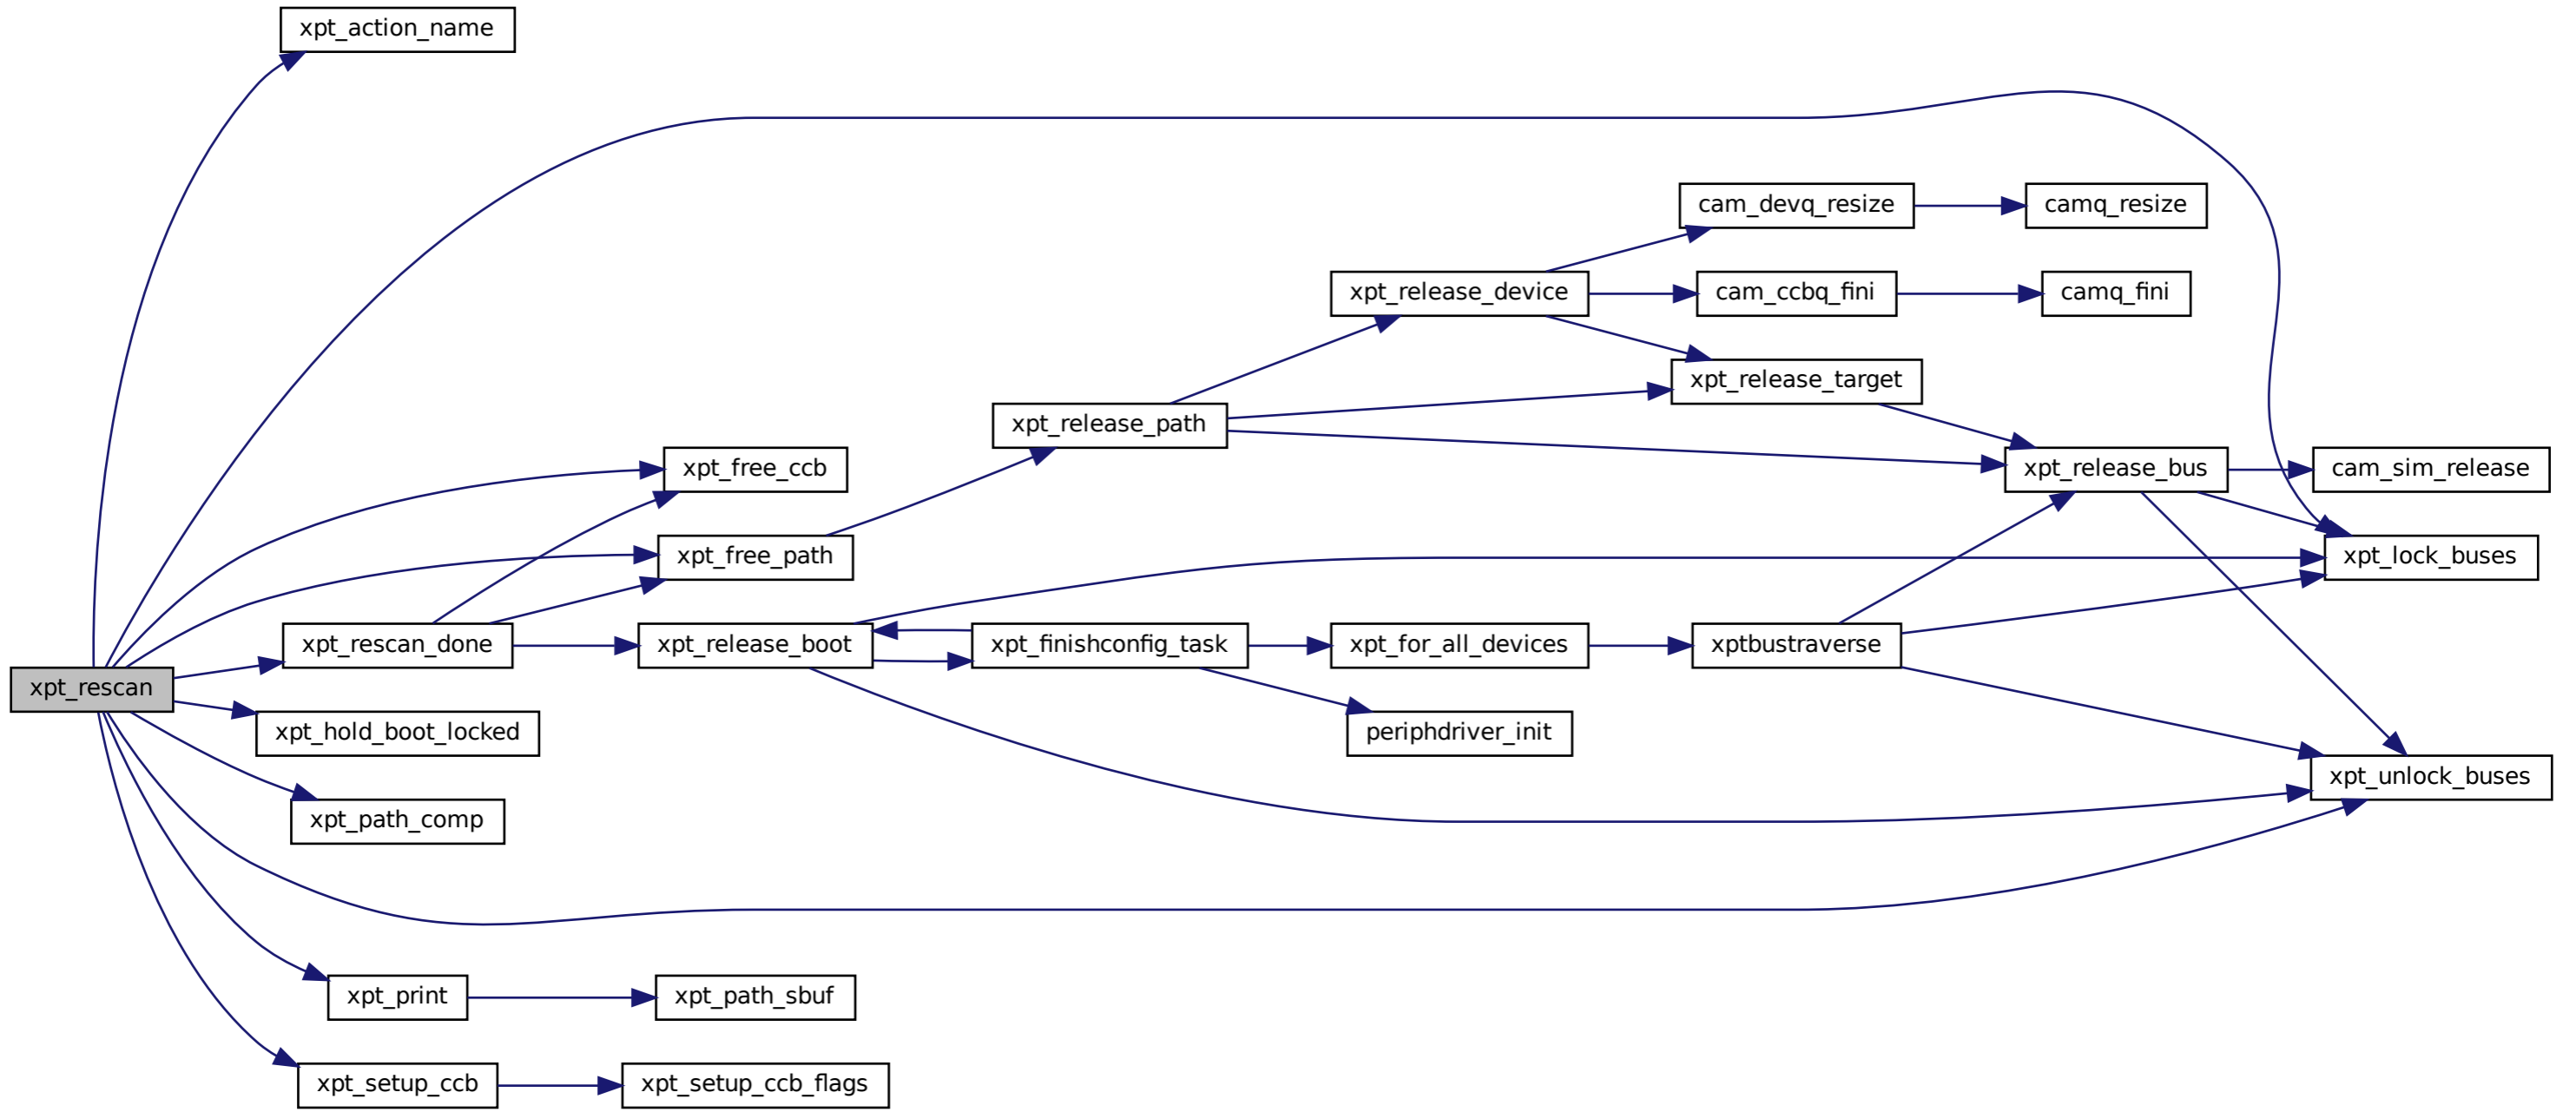 xpt_action_name
cam_devq_resize
camq_resize
xpt_release_device
cam_ccbq_fini
camq_fini
xpt_release_target
xpt_release_path
xpt_free_ccb
xpt_release_bus
cam_sim_release
xpt_free_path
xpt_lock_buses
xpt_rescan_done
xpt_release_boot
xpt_finishconfig_task
xpt_for_all_devices
xptbustraverse
xpt_rescan
xpt_hold_boot_locked
periphdriver_init
xpt_unlock_buses
xpt_path_comp
xpt_print
xpt_path_sbuf
xpt_setup_ccb
xpt_setup_ccb_flags